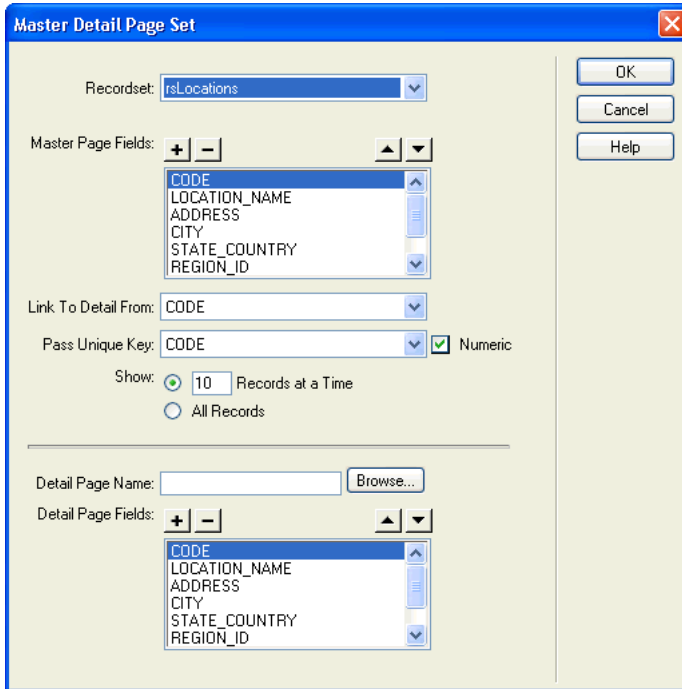 Master Detail Page Set
Recordset: rsLocations
OK
Cancel
Help
Master Page Fields: + −
CODE
LOCATION_NAME
ADDRESS
CITY
STATE_COUNTRY
REGION_ID
Link To Detail From: CODE
Pass Unique Key: CODE Numeric
Show: 10 Records at a Time
All Records
Detail Page Name: Browse...
Detail Page Fields: + −
CODE
LOCATION_NAME
ADDRESS
CITY
STATE_COUNTRY
REGION_ID